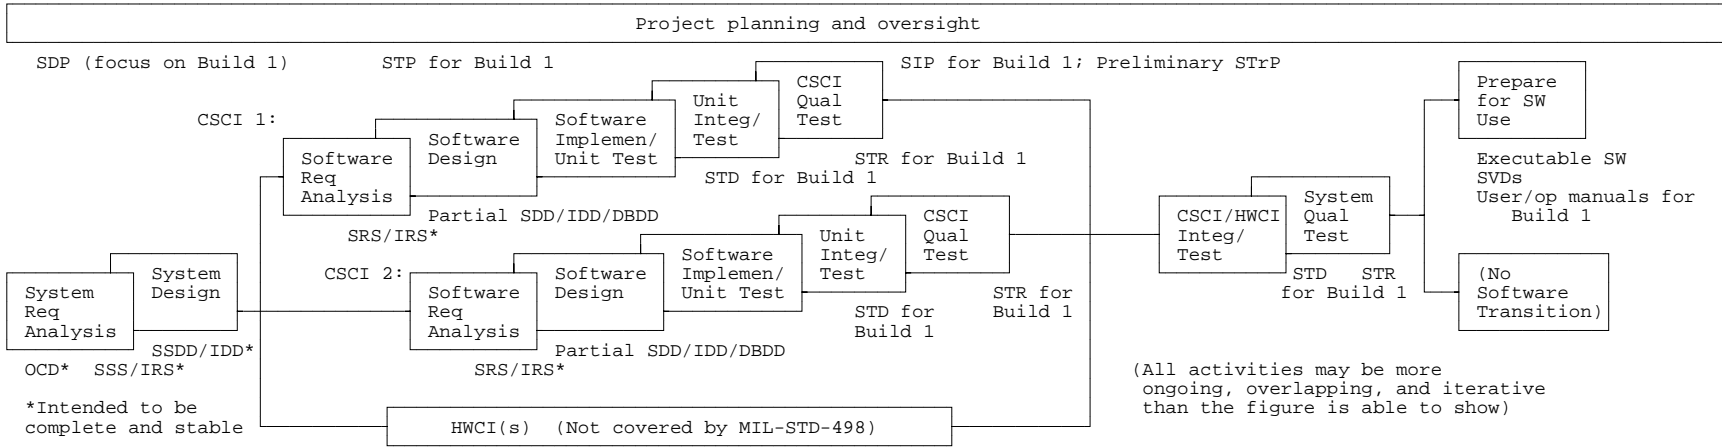 Project planning and oversight
SDP (focus on Build 1)
STP for Build 1
SIP for Build 1; Preliminary STrP
CSCI 1:
Software
Req
Analysis
Software
Design
Software
Implemen/
Unit Test
Unit
Integ/
Test
CSCI
Qual
Test
STR for Build 1
STD for Build 1
Partial SDD/IDD/DBDD
SRS/IRS*
System
Req
Analysis
System
Design
SSDD/IDD*
OCD* SSS/IRS*
CSCI 2:
Software
Req
Analysis
Software
Design
Software
Implemen/
Unit Test
Unit
Integ/
Test
CSCI
Qual
Test
STR for
Build 1
STD for
Build 1
Partial SDD/IDD/DBDD
SRS/IRS*
CSCI/HWCI
Integ/
Test
System
Qual
Test
STD STR
for Build 1
Prepare
for SW
Use
Executable SW
SVDs
User/op manuals for
Build 1
(No
Software
Transition)
*Intended to be
complete and stable
HWCI(s) (Not covered by MIL-STD-498)
(All activities may be more
ongoing, overlapping, and iterative
than the figure is able to show)